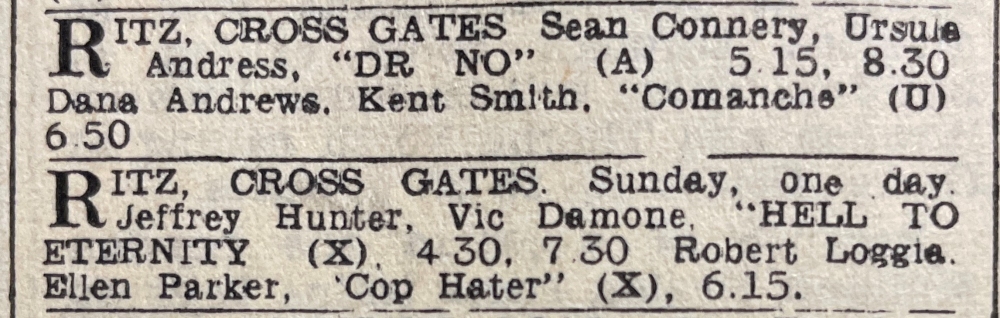 RITZ, CROSS GATES Sean Connery, Ursula
Andress, "DR NO" (A) 5.15, 8.30
Dana Andrews, Kent Smith, "Comanche" (U)
6.50
RITZ, CROSS GATES. Sunday, one day.
Jeffrey Hunter, Vic Damone, "HELL TO
ETERNITY (X), 4 30, 7.30 Robert Loggia.
Ellen Parker, 'Cop Hater" (X), 6.15.